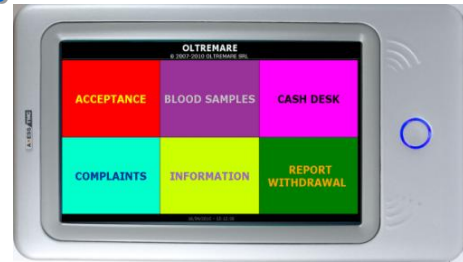 OLTREMARE
© 2007-2010 OLTREMARE SRL
ACCEPTANCE
BLOOD SAMPLES
CASH DESK
COMPLAINTS
INFORMATION
REPORT
WITHDRAWAL